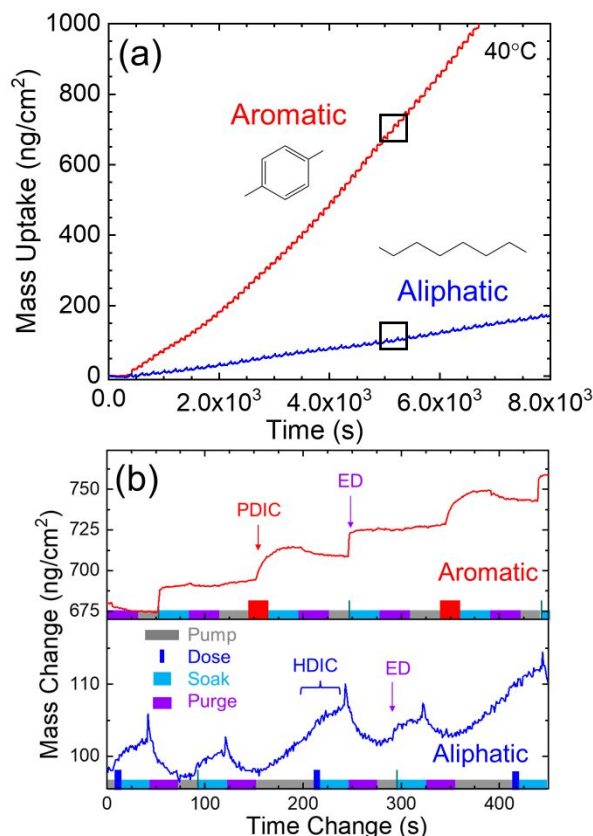 (a)
40°C
1000
800
600
400
200
0
Mass Uptake (ng/cm²)
Aromatic
Aliphatic
0.0
2.0x10³
4.0x10³
6.0x10³
8.0x10³
Time (s)
(b)
750
725
700
675
PDIC
ED
Aromatic
Mass Change (ng/cm²)
Pump
Dose
Soak
Purge
HDIC
ED
110
100
Aliphatic
0
100
200
300
400
Time Change (s)